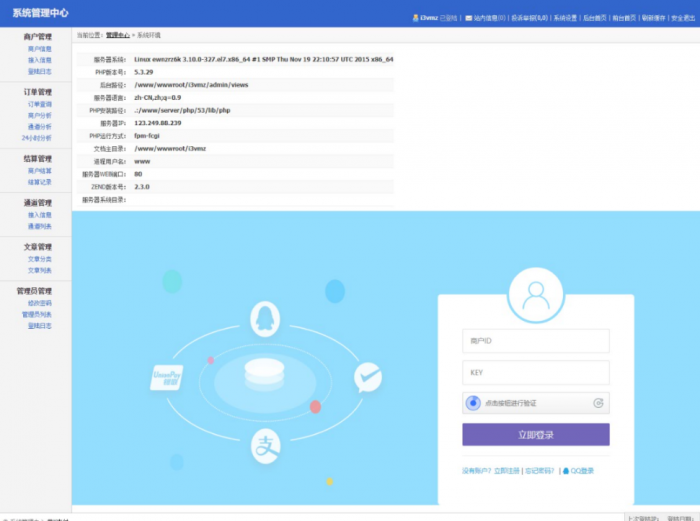 系统管理中心
i3vmz 已登陆 | 站内信息(0) | 投诉举报(0,0) | 系统设置 | 后台首页 | 前台首页 | 刷新缓存 | 安全退出
当前位置: 管理中心 > 系统环境
商户管理
商户信息
接入信息
登陆日志
订单管理
订单查询
商户分析
通道分析
24小时分析
结算管理
商户结算
结算记录
通道管理
接入信息
通道列表
文章管理
文章分类
文章列表
管理员管理
修改密码
管理员列表
登陆日志
服务器系统: Linux ewnzrz6k 3.10.0-327.el7.x86_64 #1 SMP Thu Nov 19 22:10:57 UTC 2015 x86_64
PHP版本号: 5.3.29
后台路径: /www/wwwroot/i3vmz/admin/views
服务器语言: zh-CN,zh;q=0.9
PHP安装路径: .:/www/server/php/53/lib/php
服务器IP: 123.249.88.239
PHP运行方式: fpm-fcgi
文档主目录: /www/wwwroot/i3vmz
进程用户名: www
服务器WEB端口: 80
ZEND版本号: 2.3.0
服务器系统目录:
UnionPay
银联
支
商户ID
KEY
点击按钮进行验证
立即登录
没有账户? 立即注册 | 忘记密码? | QQ登录